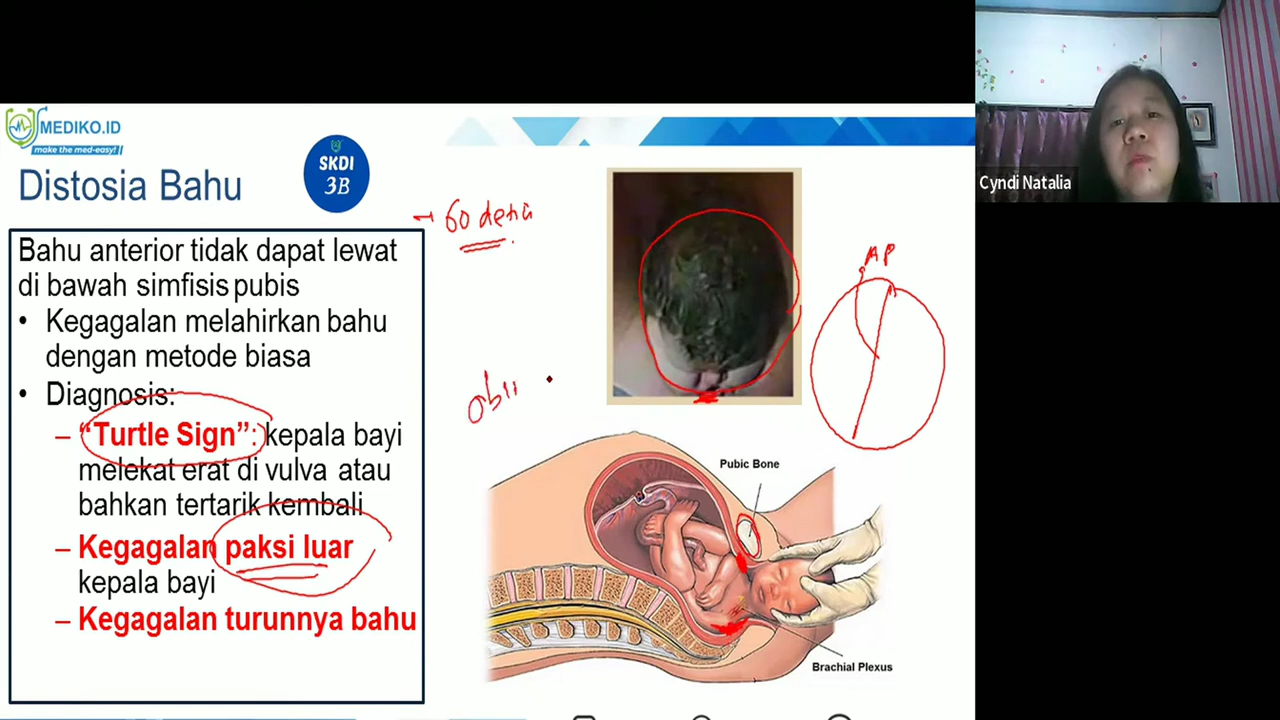 MEDIKO.ID
make the med-easy!
SKDI
3B
Distosia Bahu
Bahu anterior tidak dapat lewat
di bawah simfisis pubis
• Kegagalan melahirkan bahu
dengan metode biasa
• Diagnosis:
– “Turtle Sign”: kepala bayi
melekat erat di vulva atau
bahkan tertarik kembali
– Kegagalan paksi luar
kepala bayi
– Kegagalan turunnya bahu
60
AP
Pubic Bone
Brachial Plexus
Cyndi Natalia